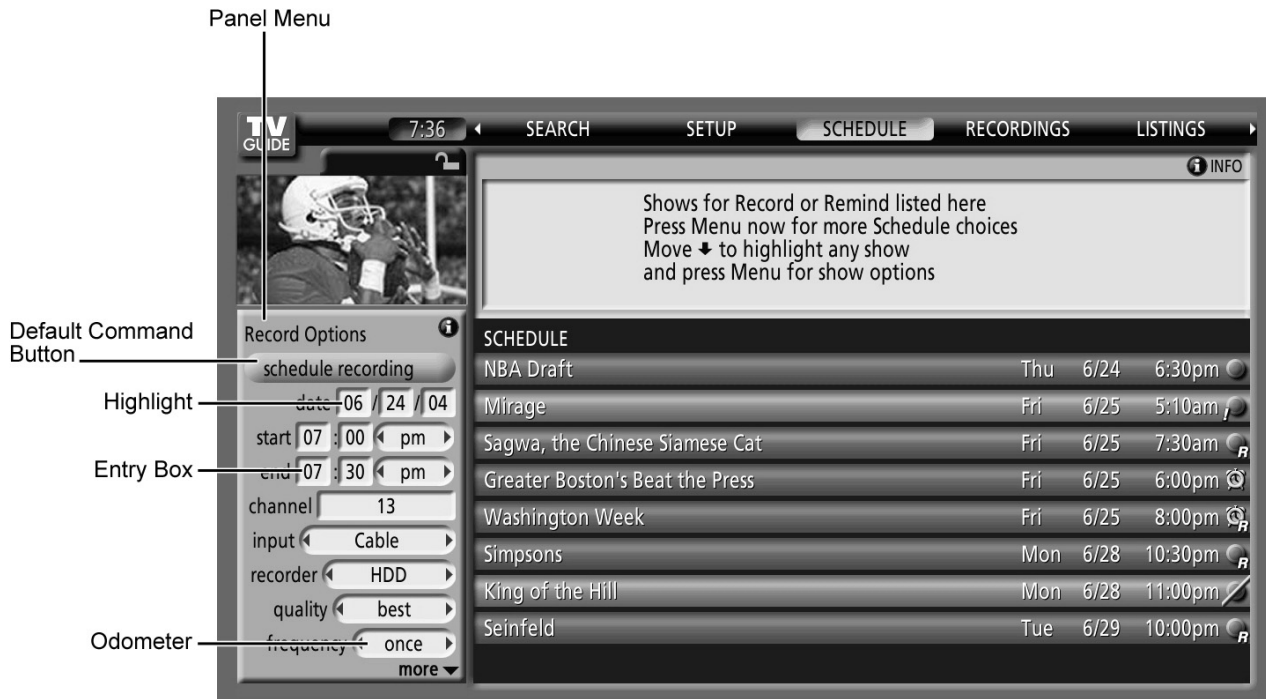 Panel Menu
TV
GUIDE
7:36
SEARCH SETUP SCHEDULE RECORDINGS LISTINGS
i INFO
Shows for Record or Remind listed here
Press Menu now for more Schedule choices
Move ↓ to highlight any show
and press Menu for show options
Default Command
Button
Highlight
Entry Box
Odometer
Record Options i
schedule recording
date 06 / 24 / 04
start 07 : 00 pm
end 07 : 30 pm
channel 13
input Cable
recorder HDD
quality best
frequency once
more
SCHEDULE
NBA Draft Thu 6/24 6:30pm
Mirage Fri 6/25 5:10am !
Sagwa, the Chinese Siamese Cat Fri 6/25 7:30am R
Greater Boston's Beat the Press Fri 6/25 6:00pm
Washington Week Fri 6/25 8:00pm R
Simpsons Mon 6/28 10:30pm R
King of the Hill Mon 6/28 11:00pm
Seinfeld Tue 6/29 10:00pm R